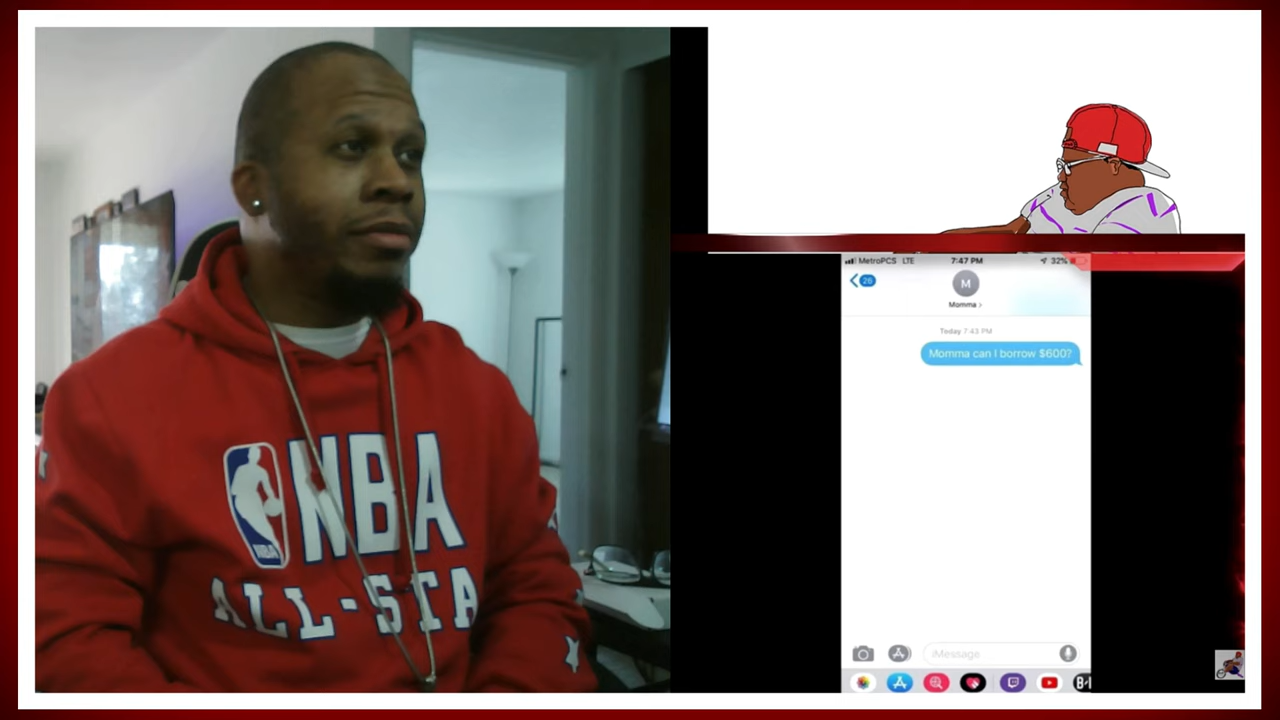 NBA
NBA
ALL-STA
MetroPCS LTE
7:47 PM
32%
26
M
Momma >
Today 7:43 PM
Momma can I borrow $600?
iMessage